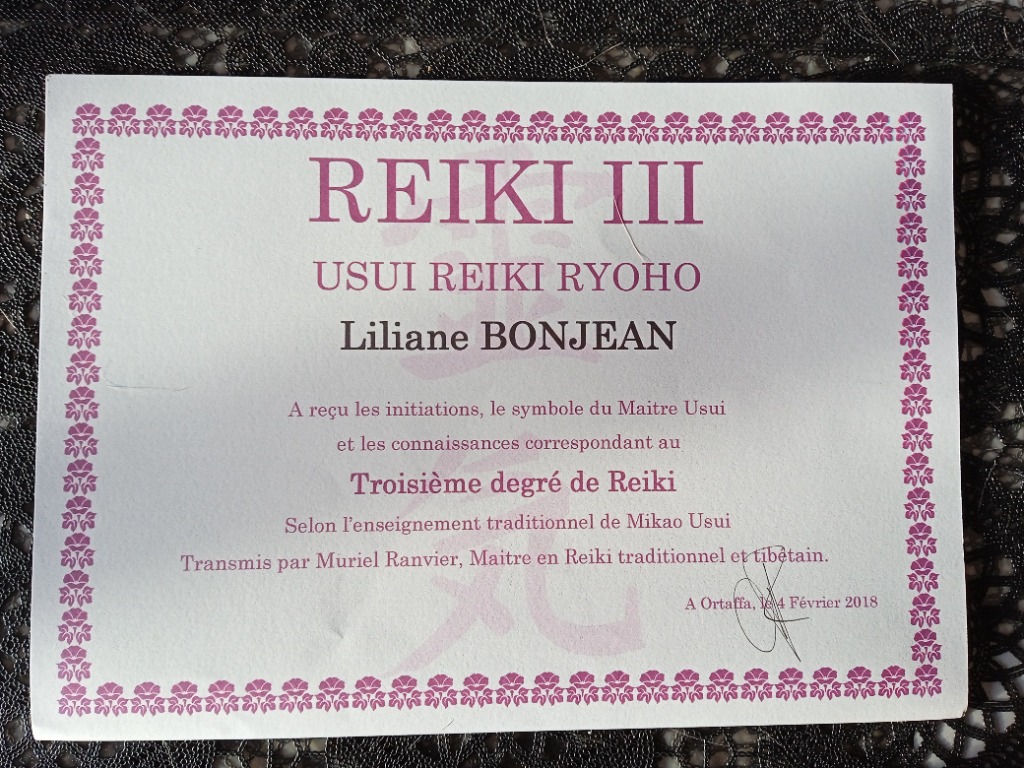 REIKI III
USUI REIKI RYOHO
Liliane BONJEAN
A reçu les initiations, le symbole du Maitre Usui
et les connaissances correspondant au
Troisième degré de Reiki
Selon l'enseignement traditionnel de Mikao Usui
Transmis par Muriel Ranvier, Maitre en Reiki traditionnel et tibétain.
A Ortaffa, le 4 Février 2018